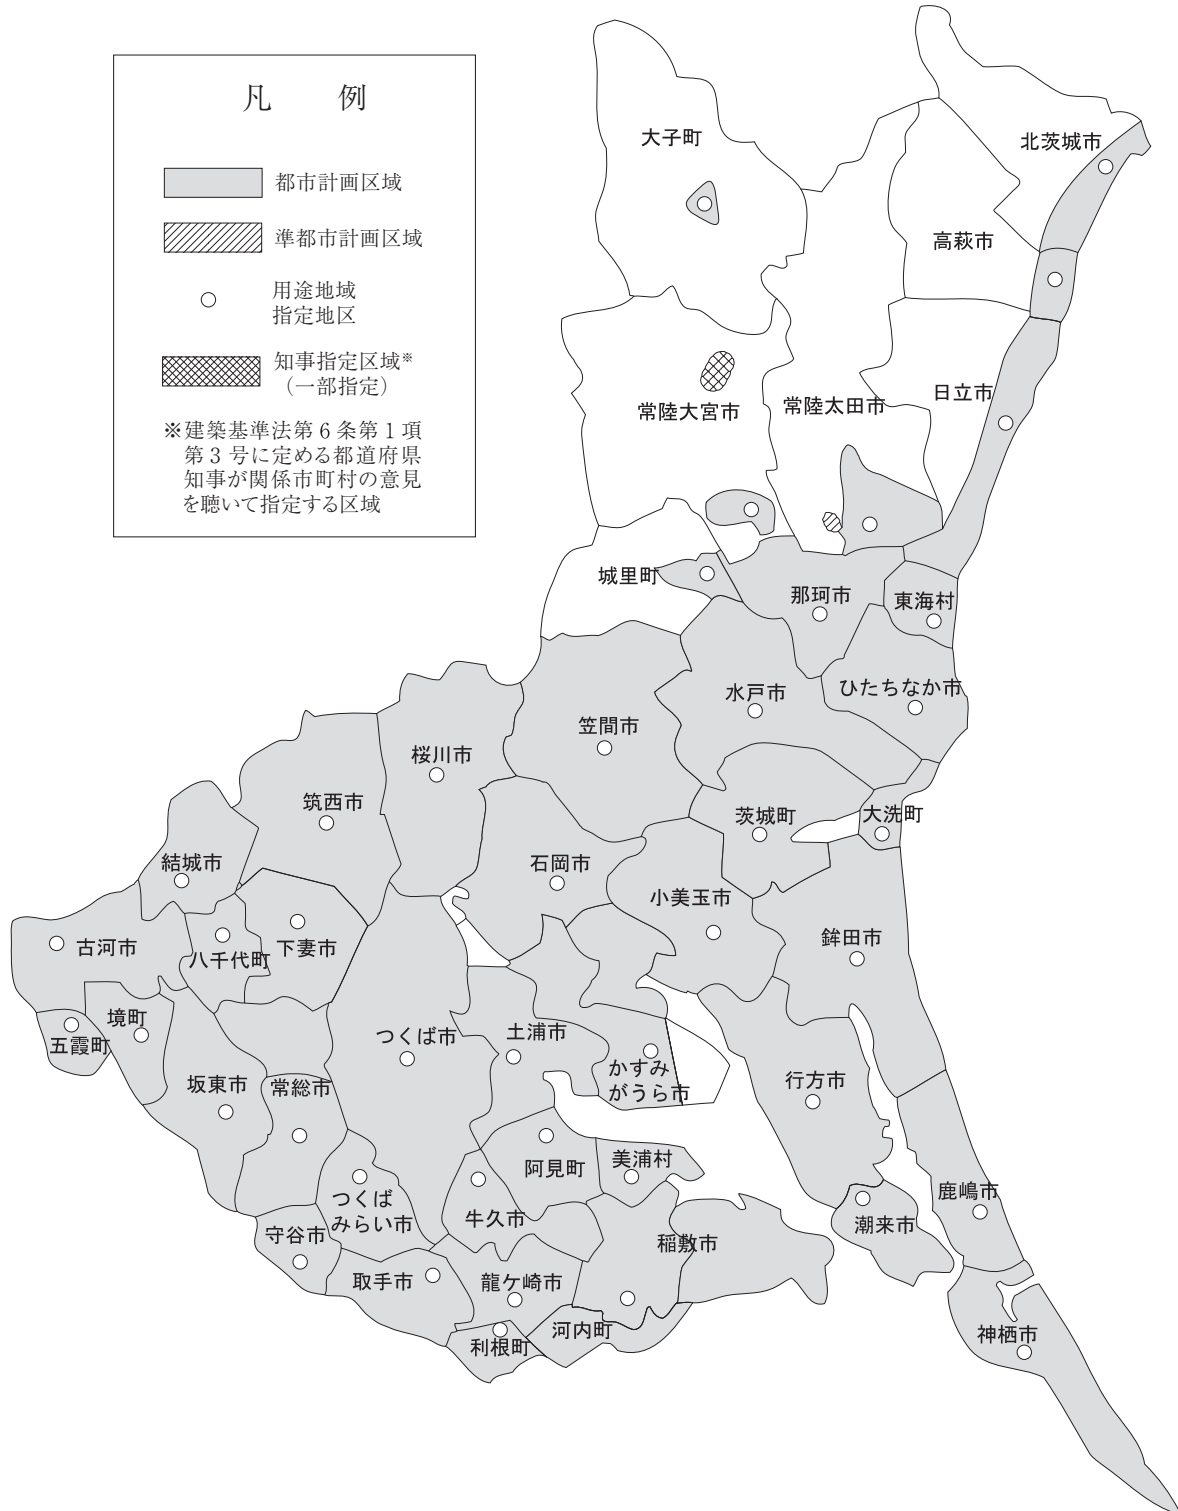 凡 例
都市計画区域
準都市計画区域
用途地域
指定地区
知事指定区域※
（一部指定）
※建築基準法第6条第1項
第3号に定める都道府県
知事が関係市町村の意見
を聴いて指定する区域
大子町
北茨城市
高萩市
日立市
常陸大宮市
常陸太田市
城里町
那珂市
東海村
水戸市
ひたちなか市
笠間市
桜川市
筑西市
茨城町
大洗町
結城市
石岡市
小美玉市
鉾田市
古河市
八千代町
下妻市
境町
五霞町
つくば市
土浦市
かすみ
がうら市
坂東市
常総市
行方市
阿見町
美浦村
つくば
みらい市
牛久市
鹿嶋市
潮来市
守谷市
稲敷市
取手市
龍ケ崎市
河内町
利根町
神栖市